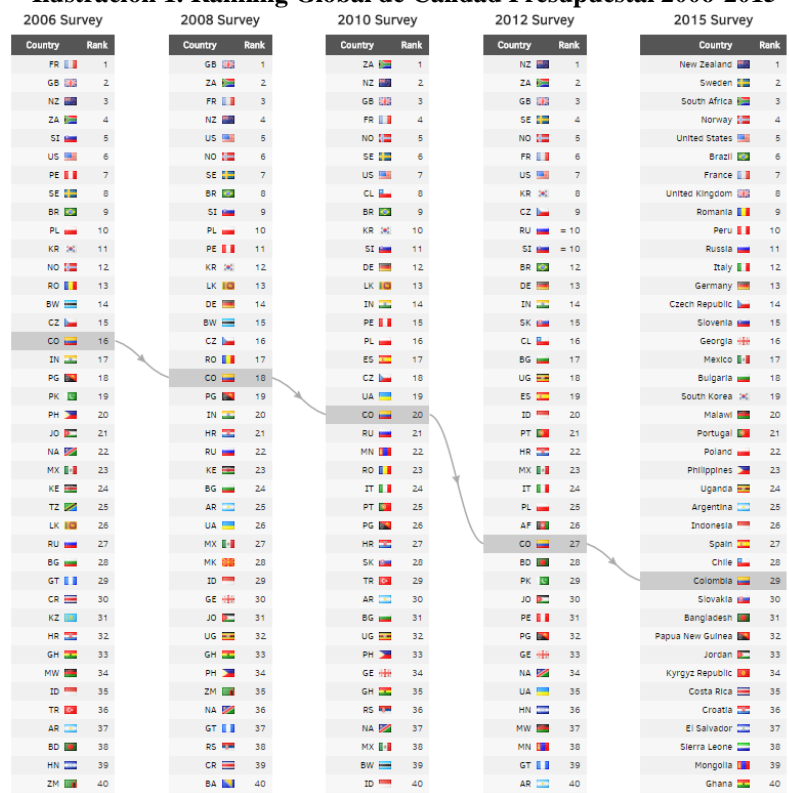 Ilustración 1. Ranking Global de Calidad Presupuestal 2006-2015
2006 Survey 2008 Survey 2010 Survey 2012 Survey 2015 Survey
Country Rank Country Rank Country Rank Country Rank Country Rank
FR 1 GB 1 ZA 1 NZ 1 New Zealand 1
GB 2 ZA 2 NZ 2 ZA 2 Sweden 2
NZ 3 FR 3 GB 3 GB 3 South Africa 3
ZA 4 NZ 4 FR 4 SE 4 Norway 4
SI 5 US 5 NO 5 NO 5 United States 5
US 6 NO 6 SE 6 FR 6 Brazil 6
PE 7 SE 7 US 7 US 7 France 7
SE 8 BR 8 CL 8 KR 8 United Kingdom 8
BR 9 SI 9 BR 9 CZ 9 Romania 9
PL 10 PL 10 KR 10 RU = 10 Peru 10
KR 11 PE 11 SI 11 SI = 10 Russia 11
NO 12 KR 12 DE 12 BR 12 Italy 12
RO 13 LK 13 LK 13 DE 13 Germany 13
BW 14 DE 14 IN 14 IN 14 Czech Republic 14
CZ 15 BW 15 PE 15 SK 15 Slovenia 15
CO 16 CZ 16 PL 16 CL 16 Georgia 16
IN 17 RO 17 ES 17 BG 17 Mexico 17
PG 18 CO 18 CZ 18 UG 18 Bulgaria 18
PK 19 PG 19 UA 19 ES 19 South Korea 19
PH 20 IN 20 CO 20 ID 20 Malawi 20
JO 21 HR 21 RU 21 PT 21 Portugal 21
NA 22 RU 22 MN 22 HR 22 Poland 22
MX 23 KE 23 RO 23 MX 23 Philippines 23
KE 24 BG 24 IT 24 IT 24 Uganda 24
TZ 25 AR 25 PT 25 PL 25 Argentina 25
LK 26 UA 26 PG 26 AF 26 Indonesia 26
RU 27 MX 27 HR 27 CO 27 Spain 27
BG 28 MK 28 SK 28 BD 28 Chile 28
GT 29 ID 29 TR 29 PK 29 Colombia 29
CR 30 GE 30 AR 30 JO 30 Slovakia 30
KZ 31 JO 31 BG 31 PE 31 Bangladesh 31
HR 32 UG 32 UG 32 PG 32 Papua New Guinea 32
GH 33 GH 33 PH 33 GE 33 Jordan 33
MW 34 PH 34 GE 34 NA 34 Kyrgyz Republic 34
ID 35 ZM 35 GH 35 UA 35 Costa Rica 35
TR 36 NA 36 RS 36 HN 36 Croatia 36
AR 37 GT 37 NA 37 MW 37 El Salvador 37
BD 38 RS 38 MX 38 MN 38 Sierra Leone 38
HN 39 CR 39 BW 39 GT 39 Mongolia 39
ZM 40 BA 40 ID 40 AR 40 Ghana 40